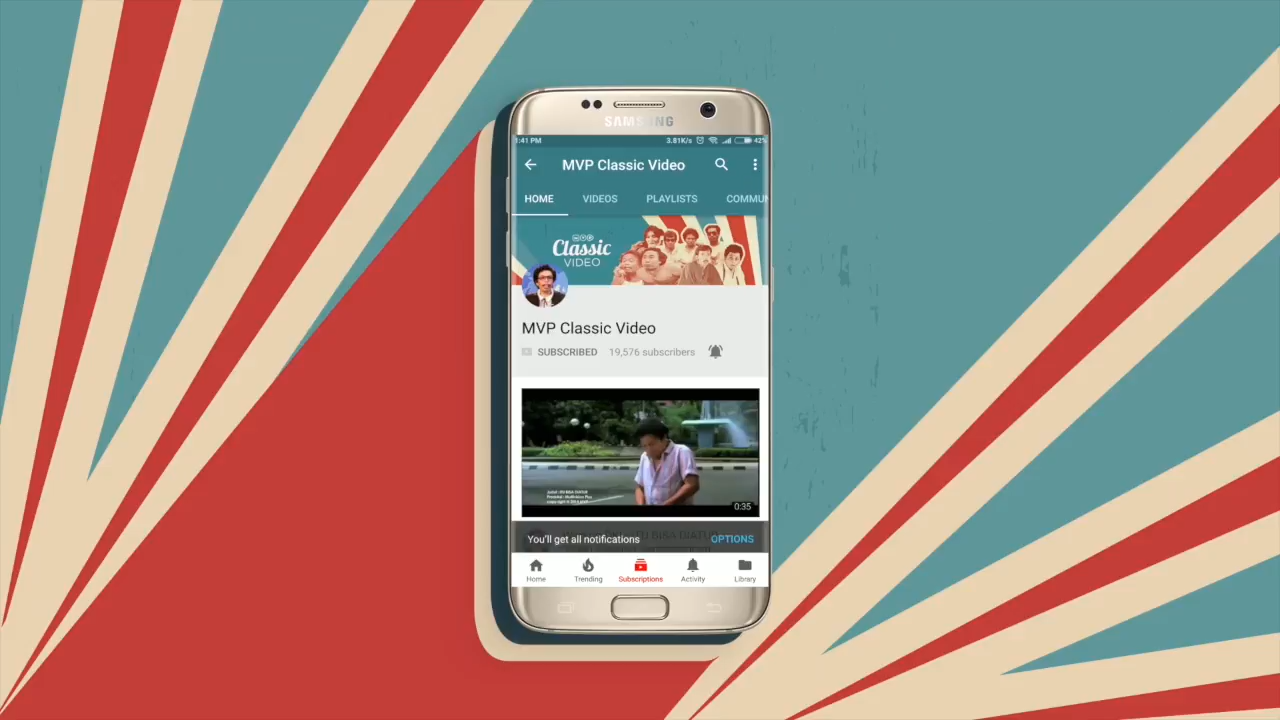 SAMSUNG
1:41 PM 3.81K/s 42%
MVP Classic Video
HOME VIDEOS PLAYLISTS COMMUN
Classic
VIDEO
MVP Classic Video
SUBSCRIBED 19,576 subscribers
0:35
You'll get all notifications OPTIONS
Home Trending Subscriptions Activity Library